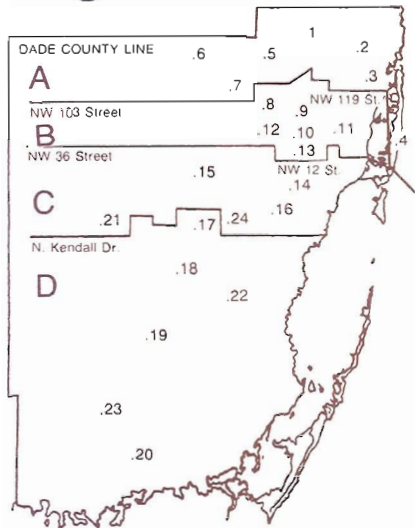 1
DADE COUNTY LINE .6 .5 .2
A .7 .3
.8 NW 119 St.
NW 103 Street .9
B .12 .10 .11 .4
NW 36 Street .13
.15 NW 12 St.
.14
C .21 .17 .24 .16
N. Kendall Dr.
D .18
.22
.19
.23
.20